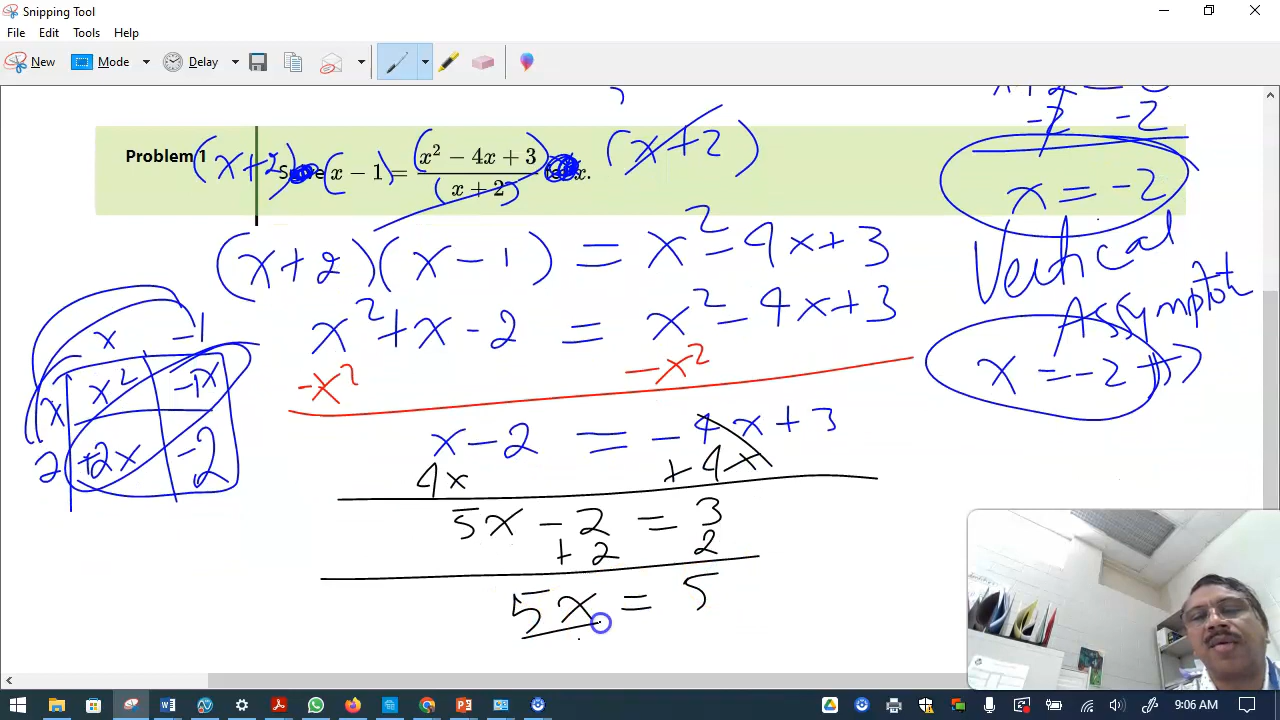 Snipping Tool
File Edit Tools Help
New Mode Delay
-2 -2
Problem 1
(x+2) (x − 1) = (x² − 4x + 3) / (x + 2) (x+2)
x.
x = -2
(x+2)(x-1) = x²-4x+3
Vertical
Assymptote
x²+x-2 = x²-4x+3
x -1
-x² -x²
x = -2
x x² -1x
x-2 = -4x+3
2 +2x -2
4x +4x
5x-2 = 3
+2 2
5x = 5
9:06 AM